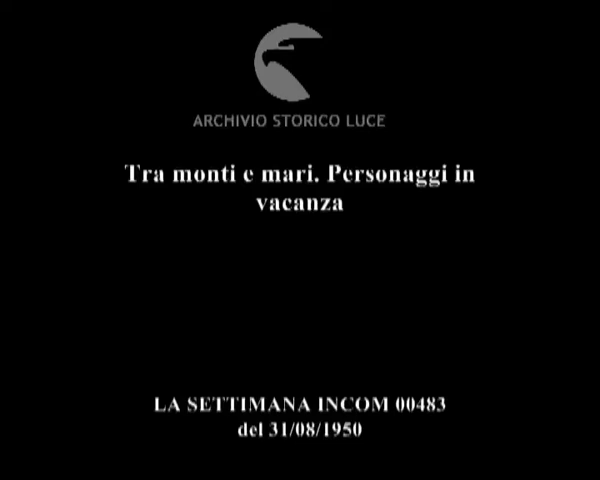 ARCHIVIO STORICO LUCE
Tra monti e mari. Personaggi in
vacanza
LA SETTIMANA INCOM 00483
del 31/08/1950